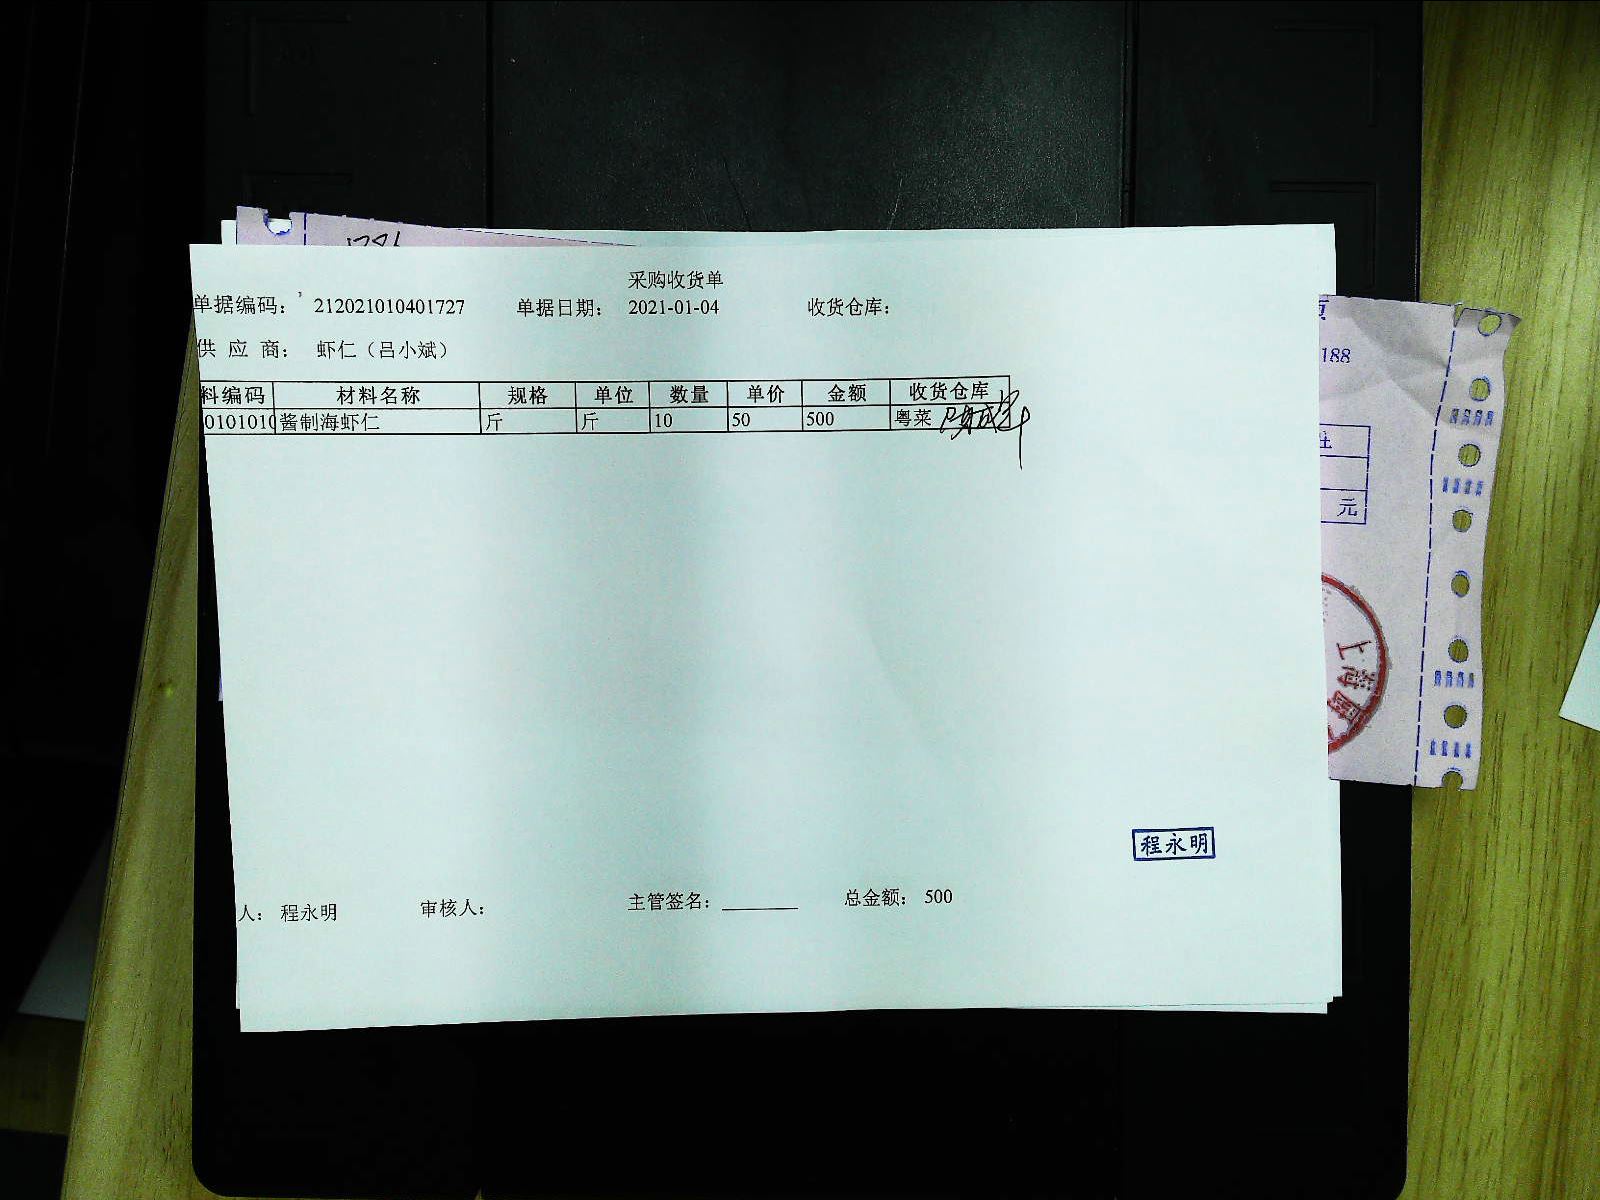 采购收货单
单据编码： 212021010401727 单据日期： 2021-01-04 收货仓库：
供 应 商： 虾仁（吕小斌）
料编码 材料名称 规格 单位 数量 单价 金额 收货仓库
0101010 酱制海虾仁 斤 斤 10 50 500 粤菜
程永明
人： 程永明 审核人： 主管签名： 总金额： 500
188
元
上海